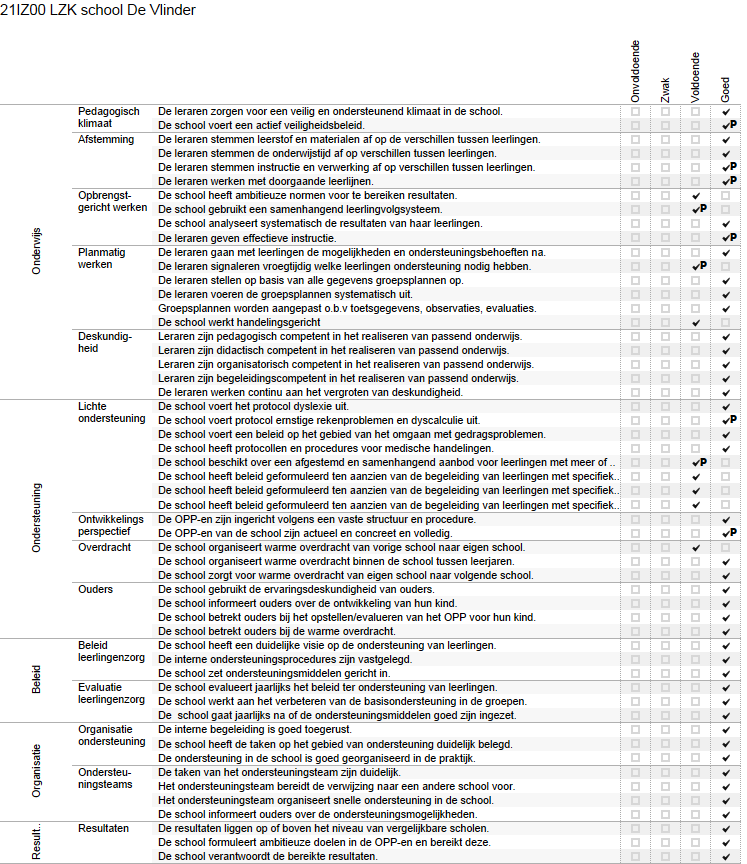 21IZ00 LZK school De Vlinder
Onvoldoende
Zwak
Voldoende
Goed
Onderwijs
Pedagogisch klimaat
De leraren zorgen voor een veilig en ondersteunend klimaat in de school.
De school voert een actief veiligheidsbeleid. P
Afstemming
De leraren stemmen leerstof en materialen af op de verschillen tussen leerlingen.
De leraren stemmen de onderwijstijd af op verschillen tussen leerlingen.
De leraren stemmen instructie en verwerking af op verschillen tussen leerlingen. P
De leraren werken met doorgaande leerlijnen. P
Opbrengst-
gericht werken
De school heeft ambitieuze normen voor te bereiken resultaten.
De school gebruikt een samenhangend leerlingvolgsysteem. P
De school analyseert systematisch de resultaten van haar leerlingen.
De leraren geven effectieve instructie. P
Planmatig
werken
De leraren gaan met leerlingen de mogelijkheden en ondersteuningsbehoeften na.
De leraren signaleren vroegtijdig welke leerlingen ondersteuning nodig hebben. P
De leraren stellen op basis van alle gegevens groepsplannen op.
De leraren voeren de groepsplannen systematisch uit.
Groepsplannen worden aangepast o.b.v toetsgegevens, observaties, evaluaties.
De school werkt handelingsgericht
Deskundig-
heid
Leraren zijn pedagogisch competent in het realiseren van passend onderwijs.
Leraren zijn didactisch competent in het realiseren van passend onderwijs.
Leraren zijn organisatorisch competent in het realiseren van passend onderwijs.
Leraren zijn begeleidingscompetent in het realiseren van passend onderwijs.
De leraren werken continu aan het vergroten van deskundigheid.
Ondersteuning
Lichte
ondersteuning
De school voert het protocol dyslexie uit.
De school voert protocol ernstige rekenproblemen en dyscalculie uit. P
De school voert een beleid op het gebied van het omgaan met gedragsproblemen.
De school heeft protocollen en procedures voor medische handelingen.
De school beschikt over een afgestemd en samenhangend aanbod voor leerlingen met meer of .. P
De school heeft beleid geformuleerd ten aanzien van de begeleiding van leerlingen met specifiek..
De school heeft beleid geformuleerd ten aanzien van de begeleiding van leerlingen met specifiek..
De school heeft beleid geformuleerd ten aanzien van de begeleiding van leerlingen met specifiek..
Ontwikkelings
perspectief
De OPP-en zijn ingericht volgens een vaste structuur en procedure.
De OPP-en van de school zijn actueel en concreet en volledig. P
Overdracht
De school organiseert warme overdracht van vorige school naar eigen school.
De school organiseert warme overdracht binnen de school tussen leerjaren.
De school zorgt voor warme overdracht van eigen school naar volgende school.
Ouders
De school gebruikt de ervaringsdeskundigheid van ouders.
De school informeert ouders over de ontwikkeling van hun kind.
De school betrekt ouders bij het opstellen/evalueren van het OPP voor hun kind.
De school betrekt ouders bij de warme overdracht.
Beleid
Beleid
leerlingenzorg
De school heeft een duidelijke visie op de ondersteuning van leerlingen.
De interne ondersteuningsprocedures zijn vastgelegd.
De school zet ondersteuningsmiddelen gericht in.
Evaluatie
leerlingenzorg
De school evalueert jaarlijks het beleid ter ondersteuning van leerlingen.
De school werkt aan het verbeteren van de basisondersteuning in de groepen.
De school gaat jaarlijks na of de ondersteuningsmiddelen goed zijn ingezet.
Organisatie
Organisatie
ondersteuning
De interne begeleiding is goed toegerust.
De school heeft de taken op het gebied van ondersteuning duidelijk belegd.
De ondersteuning in de school is goed georganiseerd in de praktijk.
Ondersteu-
ningsteams
De taken van het ondersteuningsteam zijn duidelijk.
Het ondersteuningsteam bereidt de verwijzing naar een andere school voor.
Het ondersteuningsteam organiseert snelle ondersteuning in de school.
De school informeert ouders over de ondersteuningsmogelijkheden.
Result..
Resultaten
De resultaten liggen op of boven het niveau van vergelijkbare scholen.
De school formuleert ambitieuze doelen in de OPP-en en bereikt deze.
De school verantwoordt de bereikte resultaten.